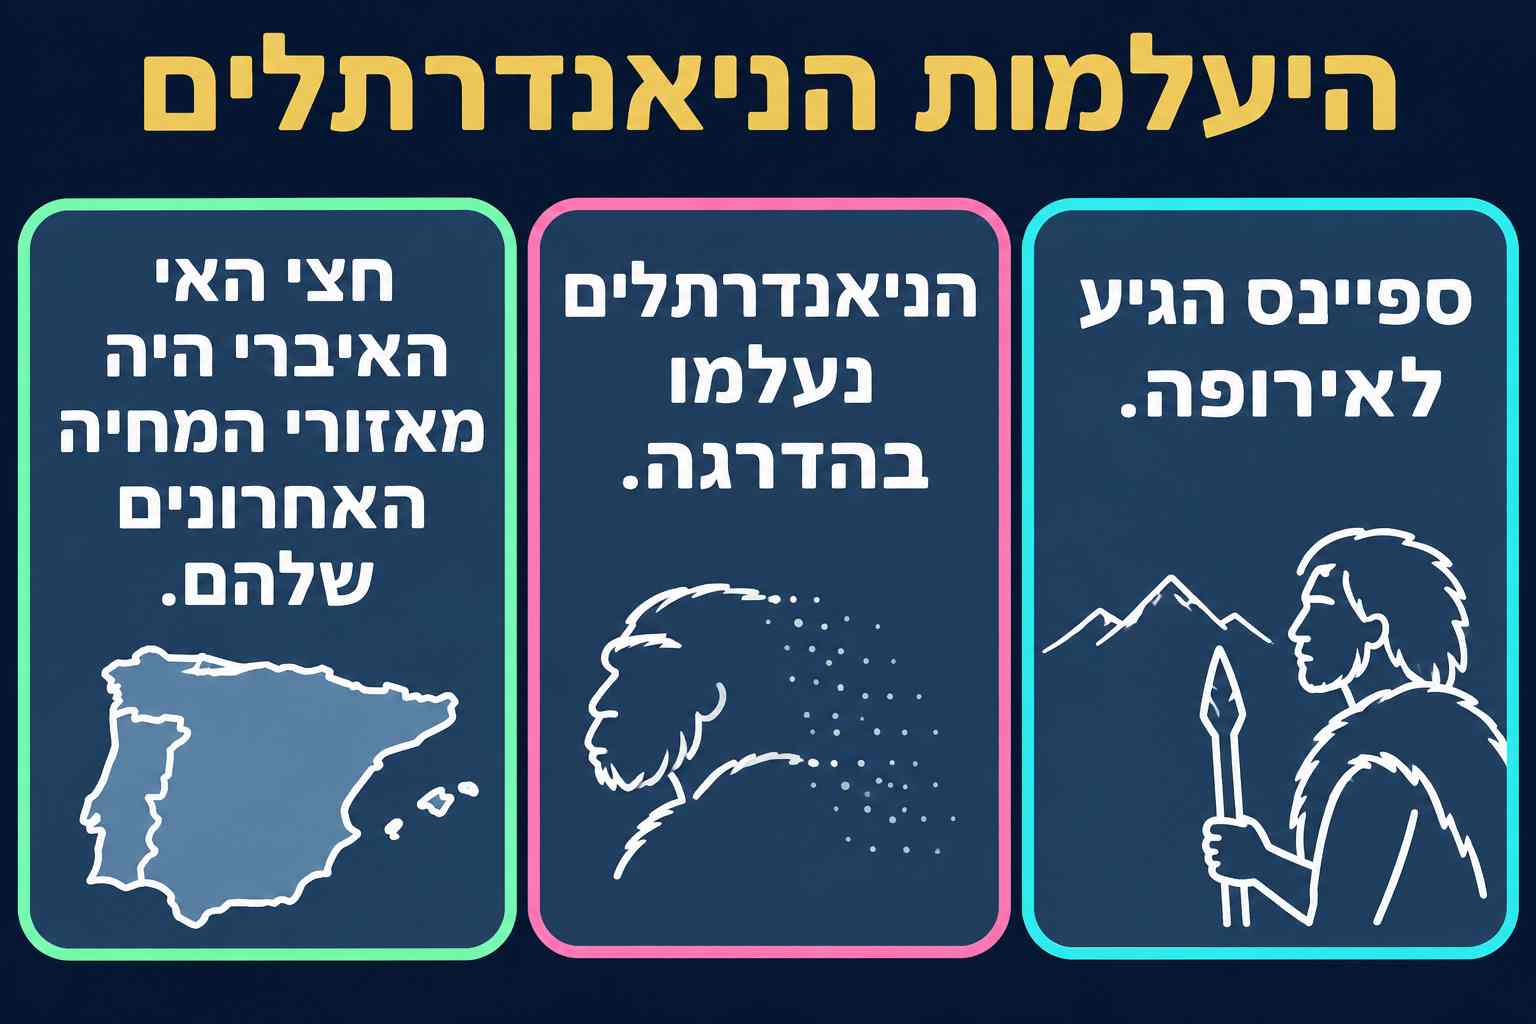 היעלמות הניאנדרתלים
ספיינס הגיע
לאירופה.
הניאנדרתלים
נעלמו
בהדרגה.
חצי האי
האיברי היה
מאזורי המחיה
האחרונים
שלהם.